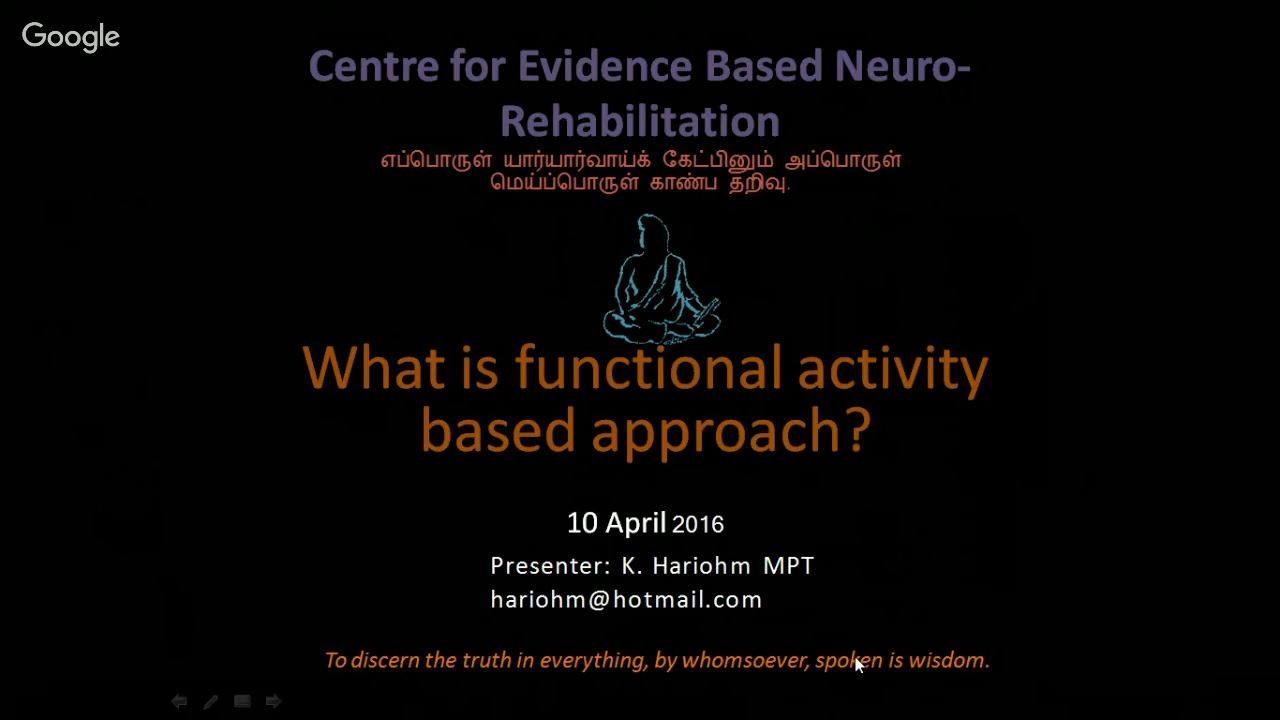 Google
Centre for Evidence Based Neuro-
Rehabilitation
எப்பொருள் யார்யார்வாய்க் கேட்பினும் அப்பொருள்
மெய்ப்பொருள் காண்ப தறிவு.
What is functional activity
based approach?
10 April 2016
Presenter: K. Hariohm MPT
hariohm@hotmail.com
To discern the truth in everything, by whomsoever, spoken is wisdom.